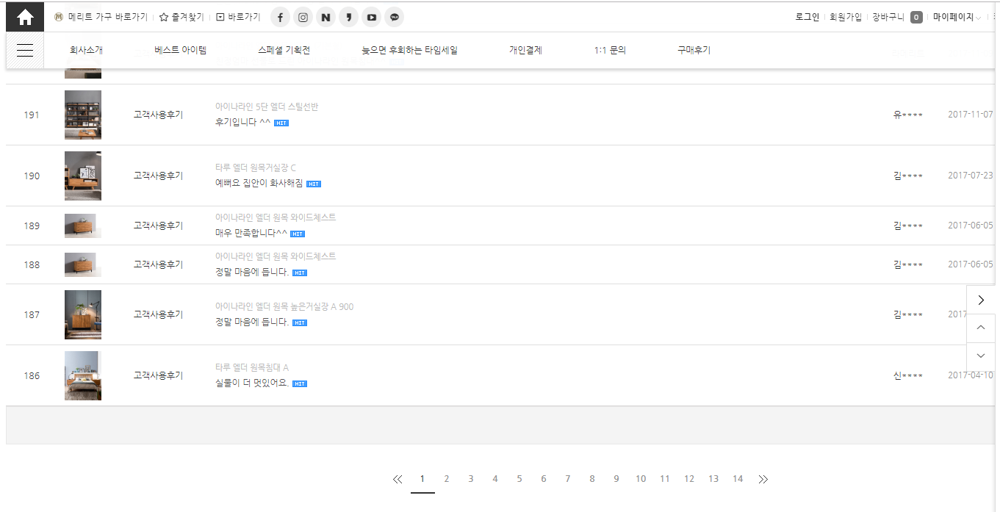 메리트 가구 바로가기 즐겨찾기 바로가기 로그인 회원가입 장바구니 0 마이페이지
회사소개 베스트 아이템 스페셜 기획전 늦으면 후회하는 타임세일 개인결제 1:1 문의 구매후기
아이나라인 5단 엘더 스틸선반
191 고객사용후기 후기입니다 ^^ HIT 유**** 2017-11-07
타루 엘더 원목거실장 C
190 고객사용후기 예뻐요 집안이 화사해짐 HIT 김**** 2017-07-23
아이나라인 엘더 원목 와이드체스트
189 고객사용후기 매우 만족합니다^^ HIT 김**** 2017-06-05
아이나라인 엘더 원목 와이드체스트
188 고객사용후기 정말 마음에 듭니다. HIT 김**** 2017-06-05
아이나라인 엘더 원목 높은거실장 A 900
187 고객사용후기 정말 마음에 듭니다. HIT 김**** 2017
타루 엘더 원목침대 A
186 고객사용후기 실물이 더 멋있어요. HIT 신**** 2017-04-10
1 2 3 4 5 6 7 8 9 10 11 12 13 14